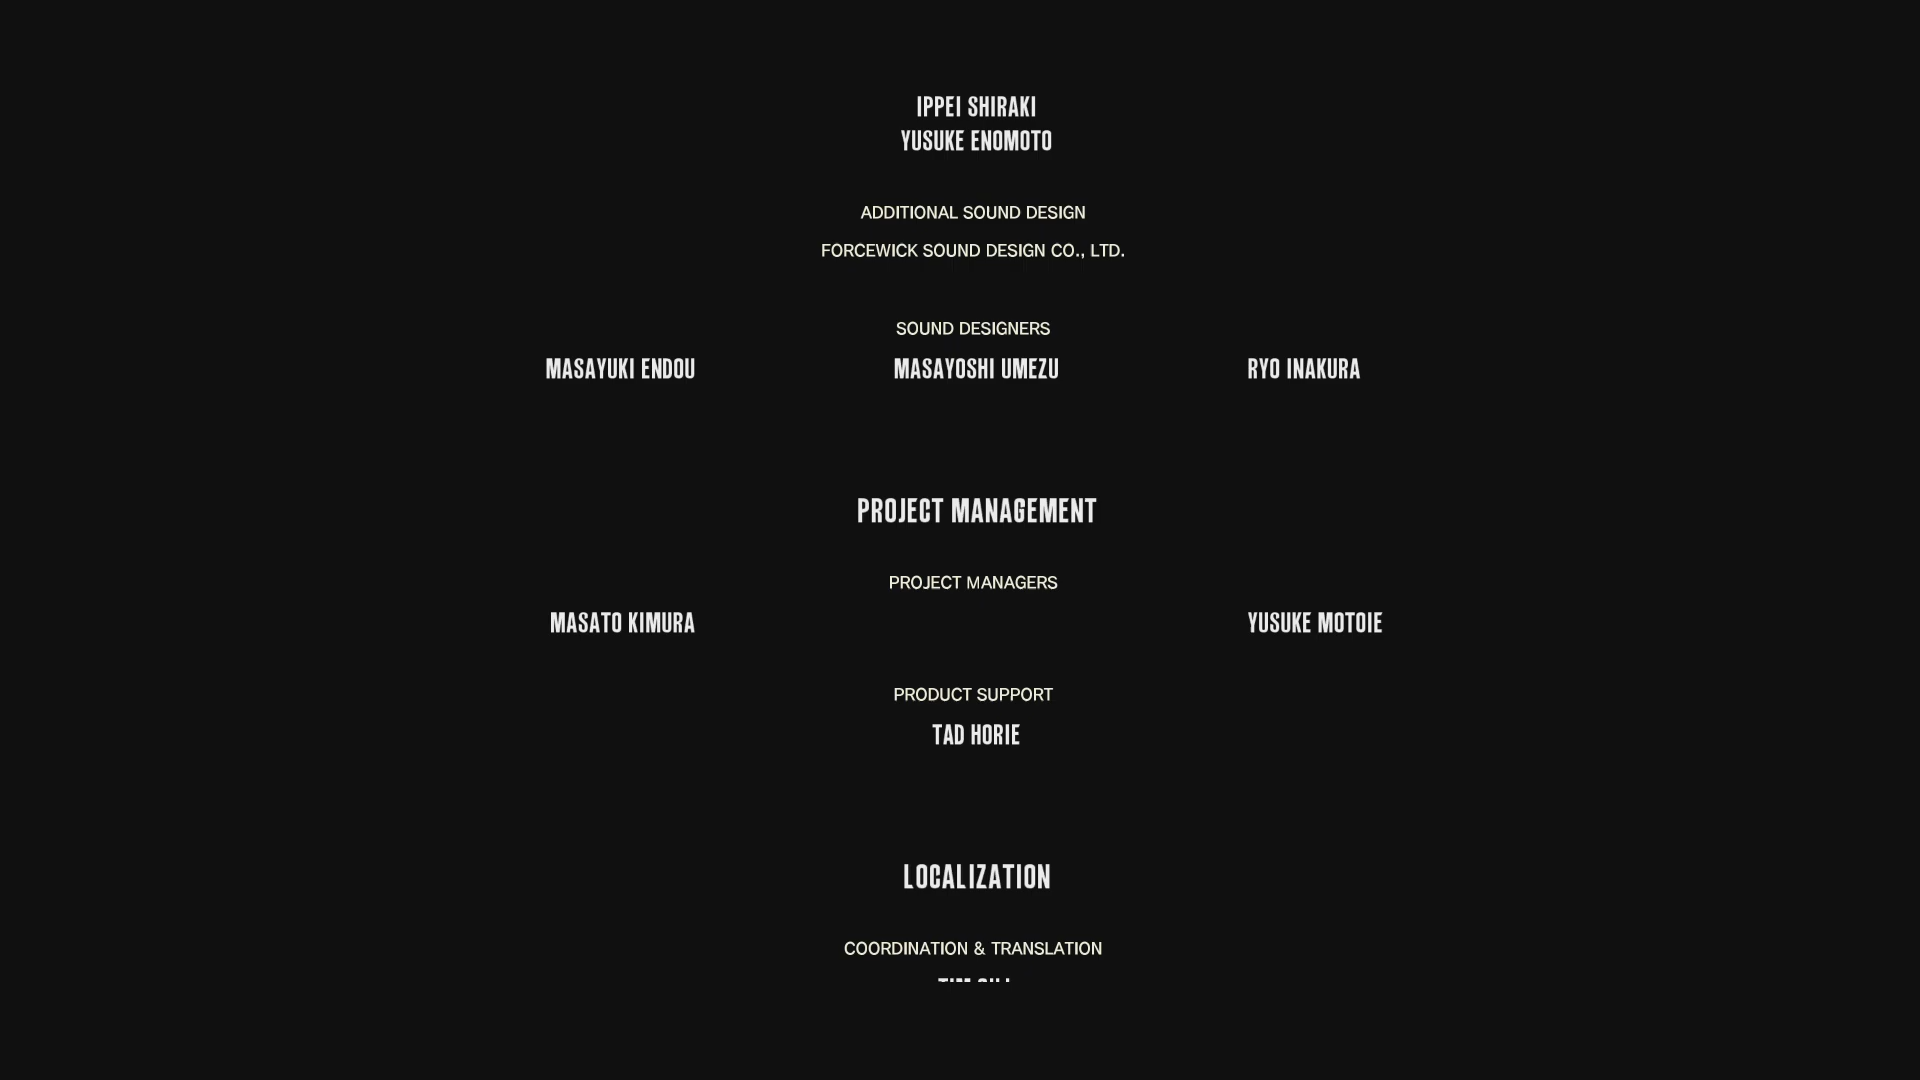 IPPEI SHIRAKI
YUSUKE ENOMOTO
ADDITIONAL SOUND DESIGN
FORCEWICK SOUND DESIGN CO., LTD.
SOUND DESIGNERS
MASAYUKI ENDOU MASAYOSHI UMEZU RYO INAKURA
PROJECT MANAGEMENT
PROJECT MANAGERS
MASATO KIMURA YUSUKE MOTOIE
PRODUCT SUPPORT
TAD HORIE
LOCALIZATION
COORDINATION & TRANSLATION